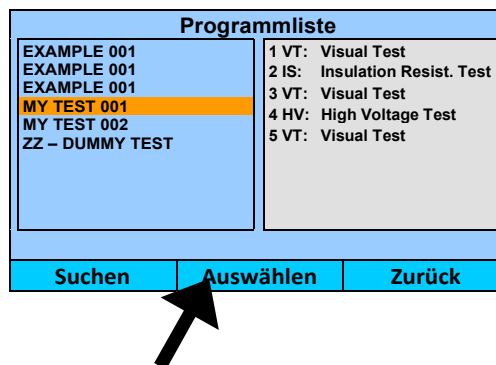 Programmliste
EXAMPLE 001
EXAMPLE 001
EXAMPLE 001
MY TEST 001
MY TEST 002
ZZ – DUMMY TEST
1 VT: Visual Test
2 IS: Insulation Resist. Test
3 VT: Visual Test
4 HV: High Voltage Test
5 VT: Visual Test
Suchen Auswählen Zurück